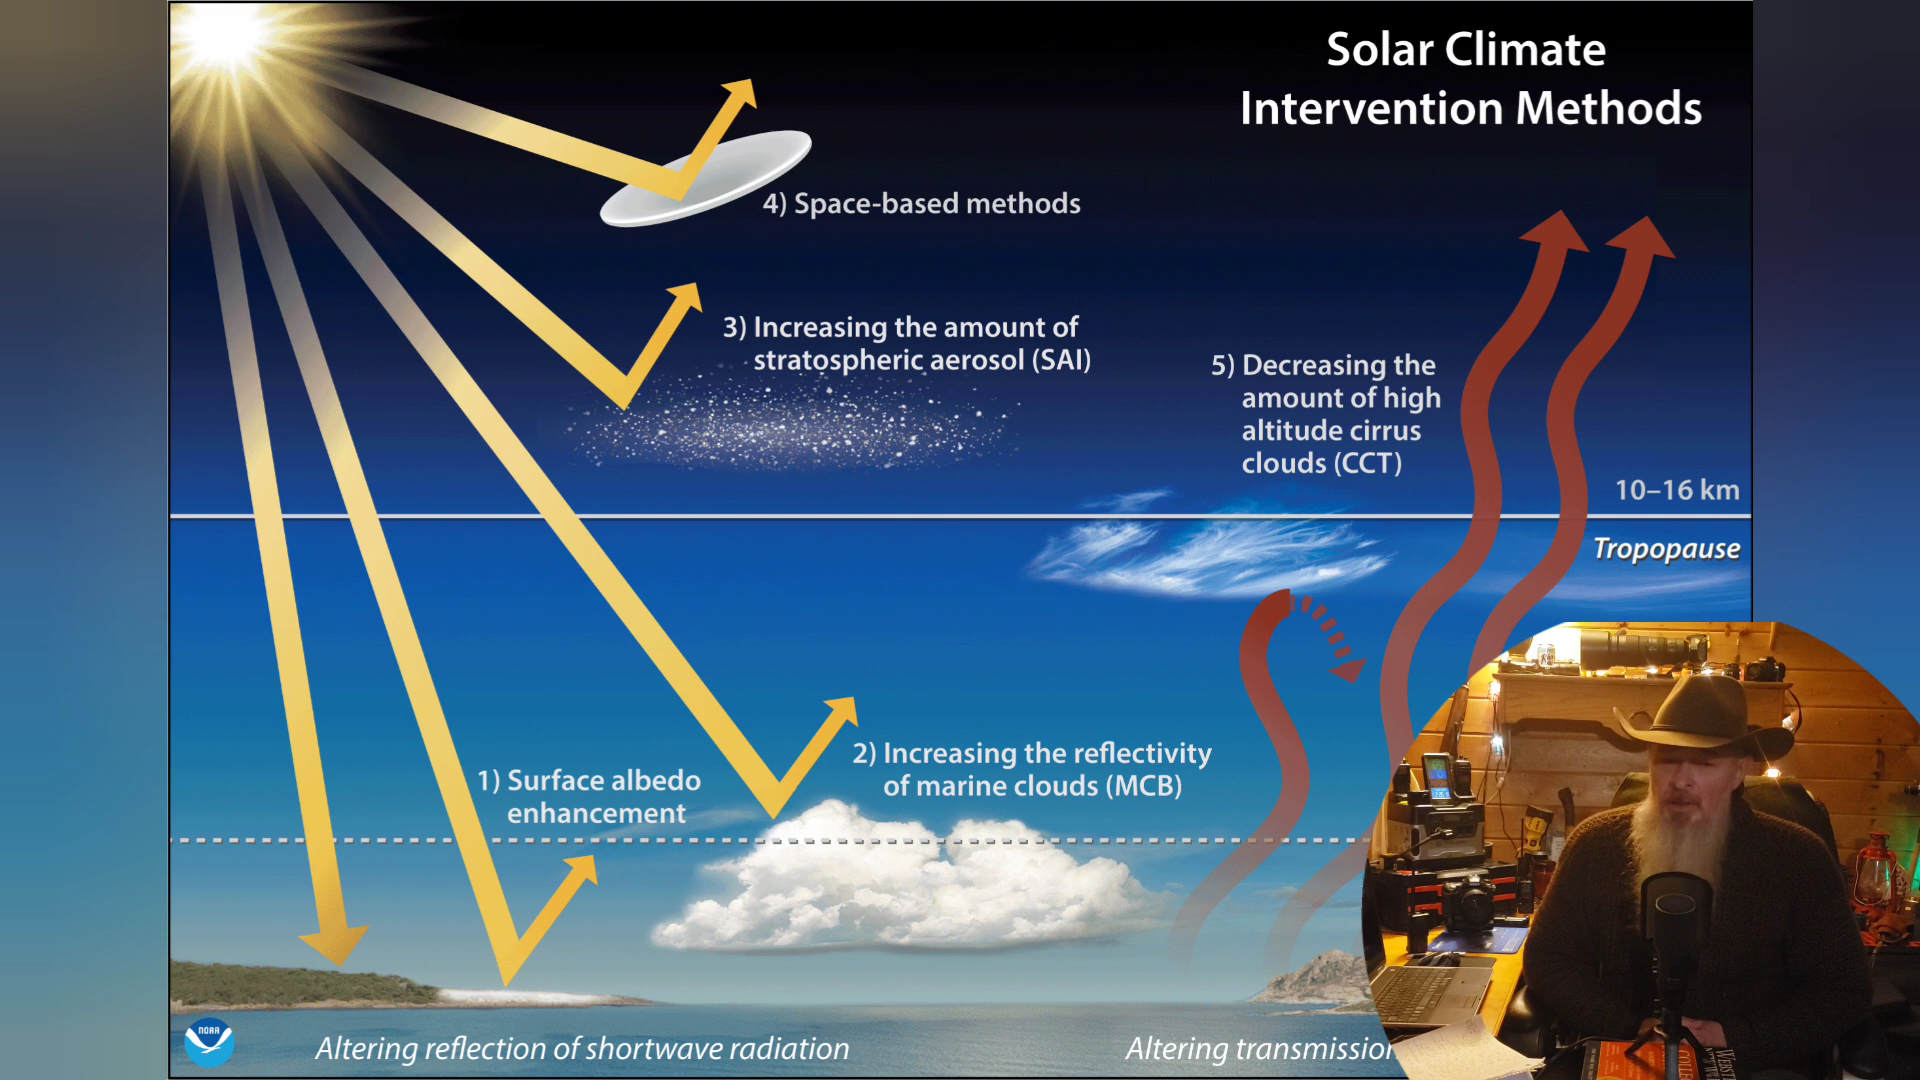 Solar Climate
Intervention Methods
4) Space-based methods
3) Increasing the amount of
stratospheric aerosol (SAI)
5) Decreasing the
amount of high
altitude cirrus
clouds (CCT)
10–16 km
Tropopause
2) Increasing the reflectivity
of marine clouds (MCB)
1) Surface albedo
enhancement
NOAA
Altering reflection of shortwave radiation
Altering transmission